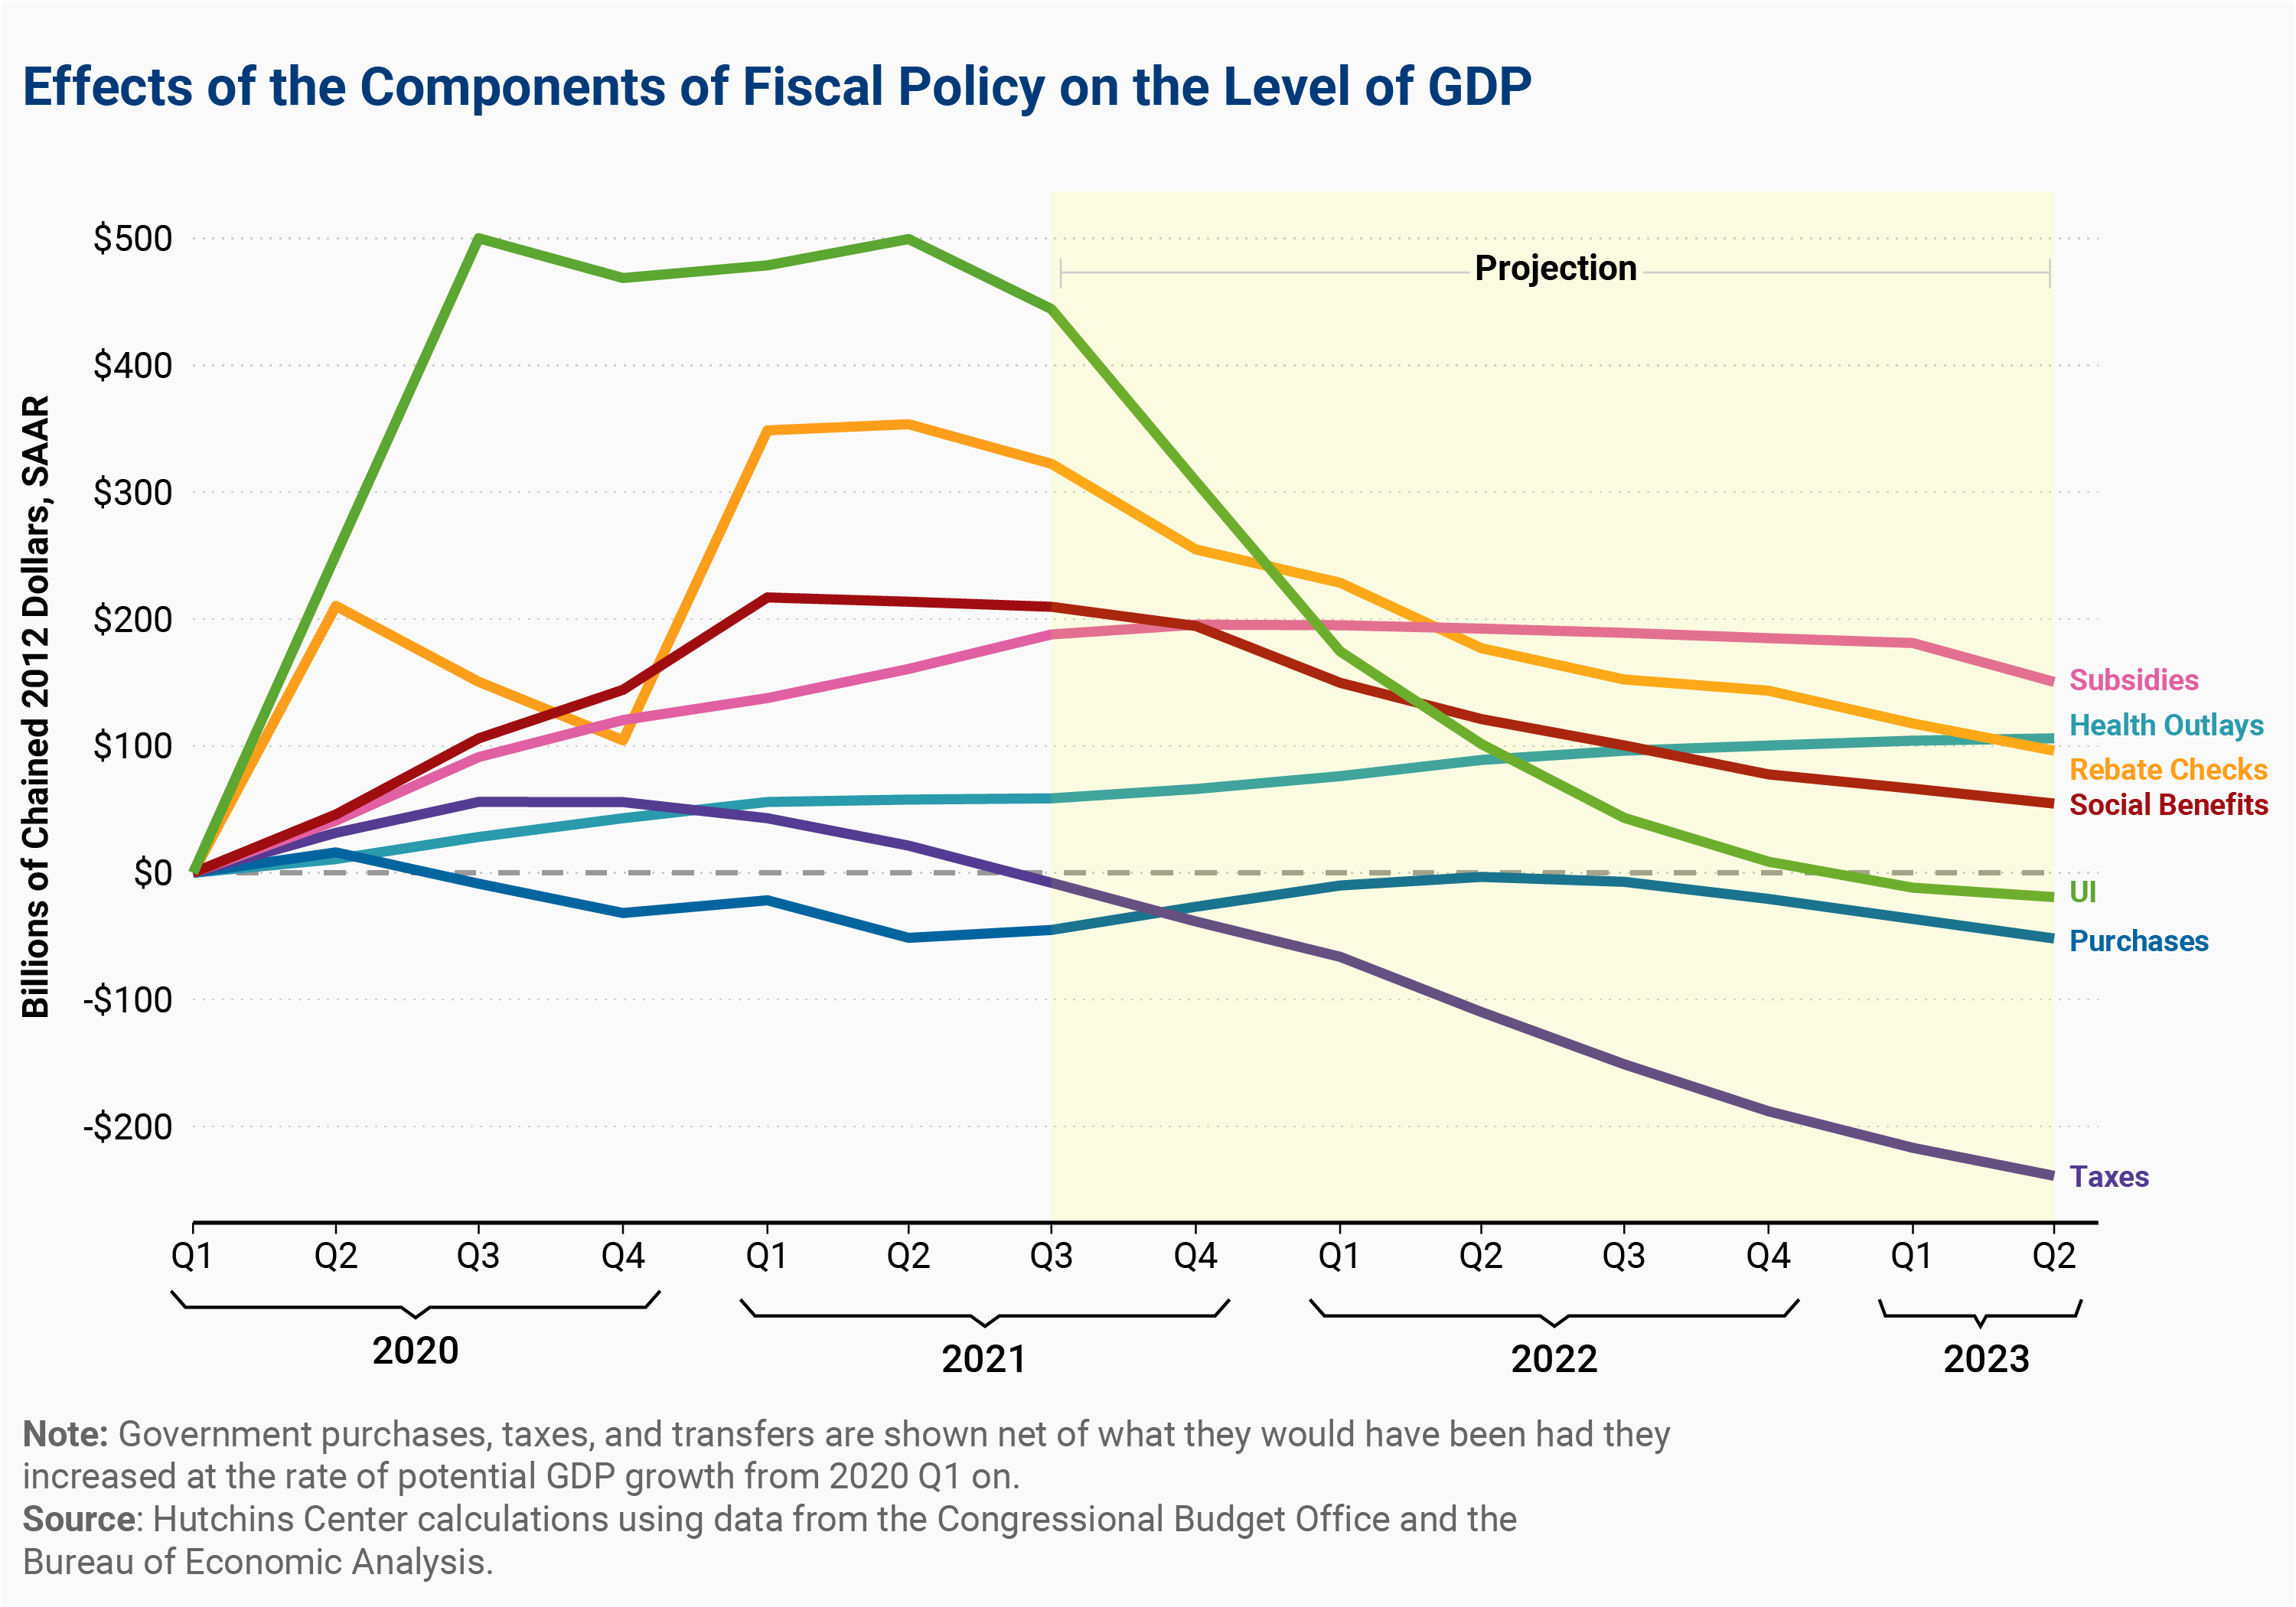 Effects of the Components of Fiscal Policy on the Level of GDP
Billions of Chained 2012 Dollars, SAAR
$500
$400
$300
$200
$100
$0
-$100
-$200
Projection
Subsidies
Health Outlays
Rebate Checks
Social Benefits
UI
Purchases
Taxes
Q1 Q2 Q3 Q4 Q1 Q2 Q3 Q4 Q1 Q2 Q3 Q4 Q1 Q2
2020 2021 2022 2023
Note: Government purchases, taxes, and transfers are shown net of what they would have been had they
increased at the rate of potential GDP growth from 2020 Q1 on.
Source: Hutchins Center calculations using data from the Congressional Budget Office and the
Bureau of Economic Analysis.